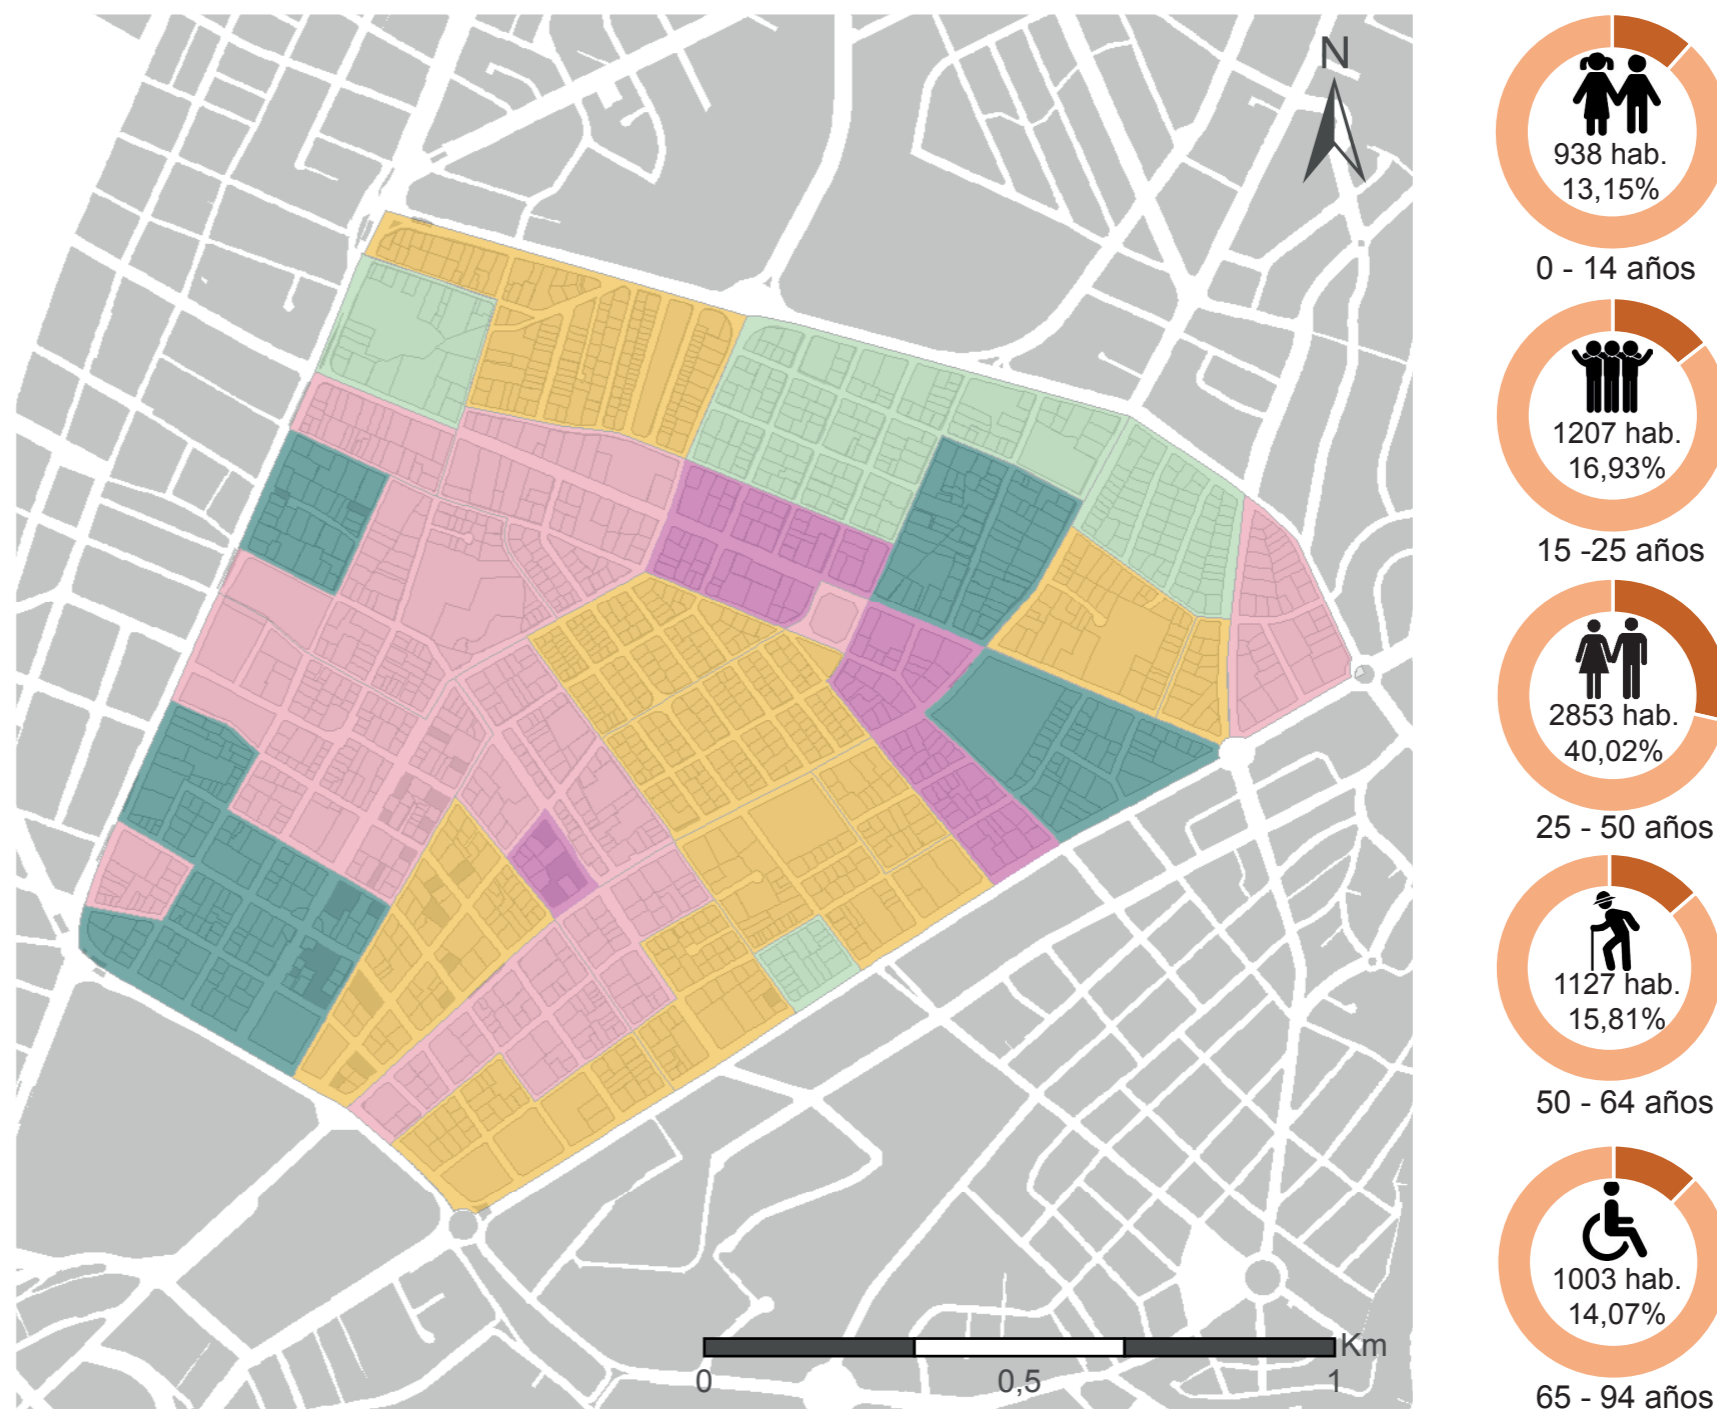 N
938 hab.
13,15%
0 - 14 años
1207 hab.
16,93%
15 -25 años
2853 hab.
40,02%
25 - 50 años
1127 hab.
15,81%
50 - 64 años
1003 hab.
14,07%
65 - 94 años
Km
0 0,5 1